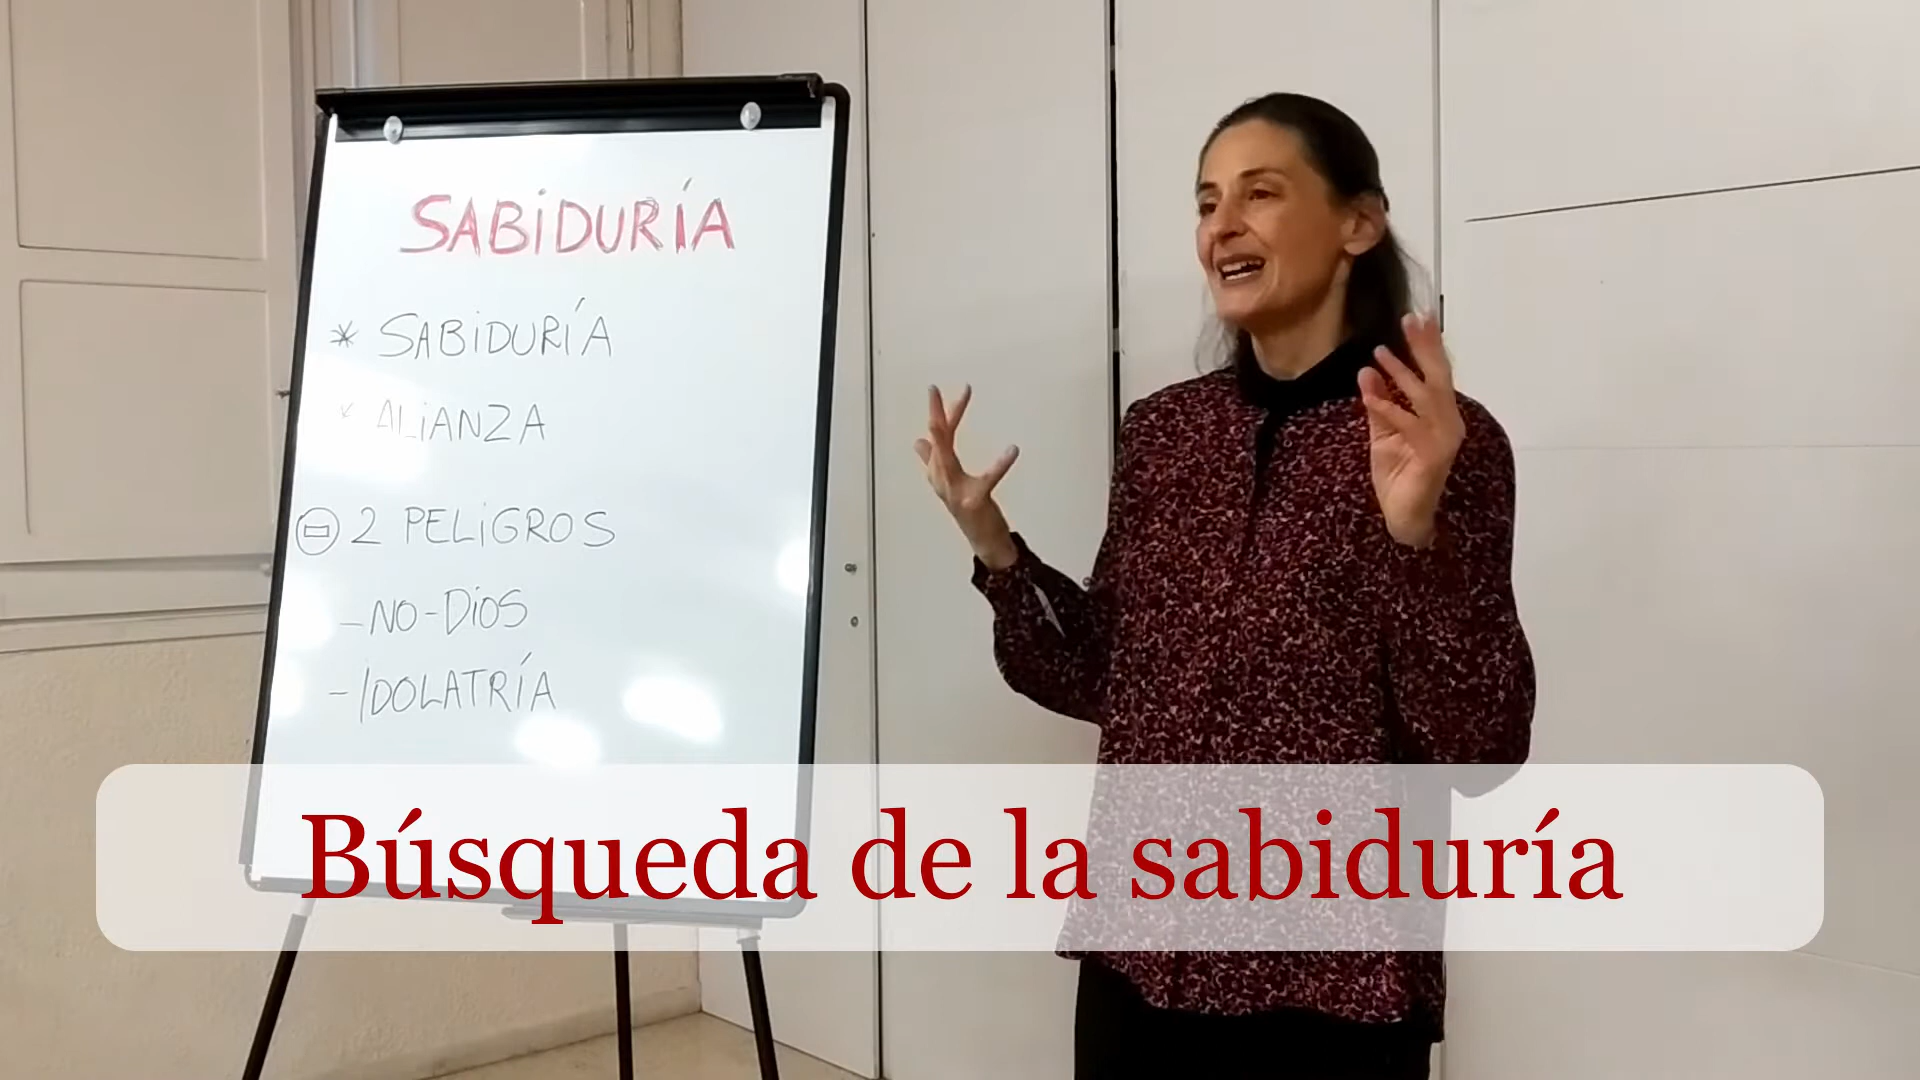 SABiDURÍA
* SABiDURÍA
* ALiANZA
2 PELiGROS
- NO-DiOS
- IDOLATRÍA
Búsqueda de la sabiduría